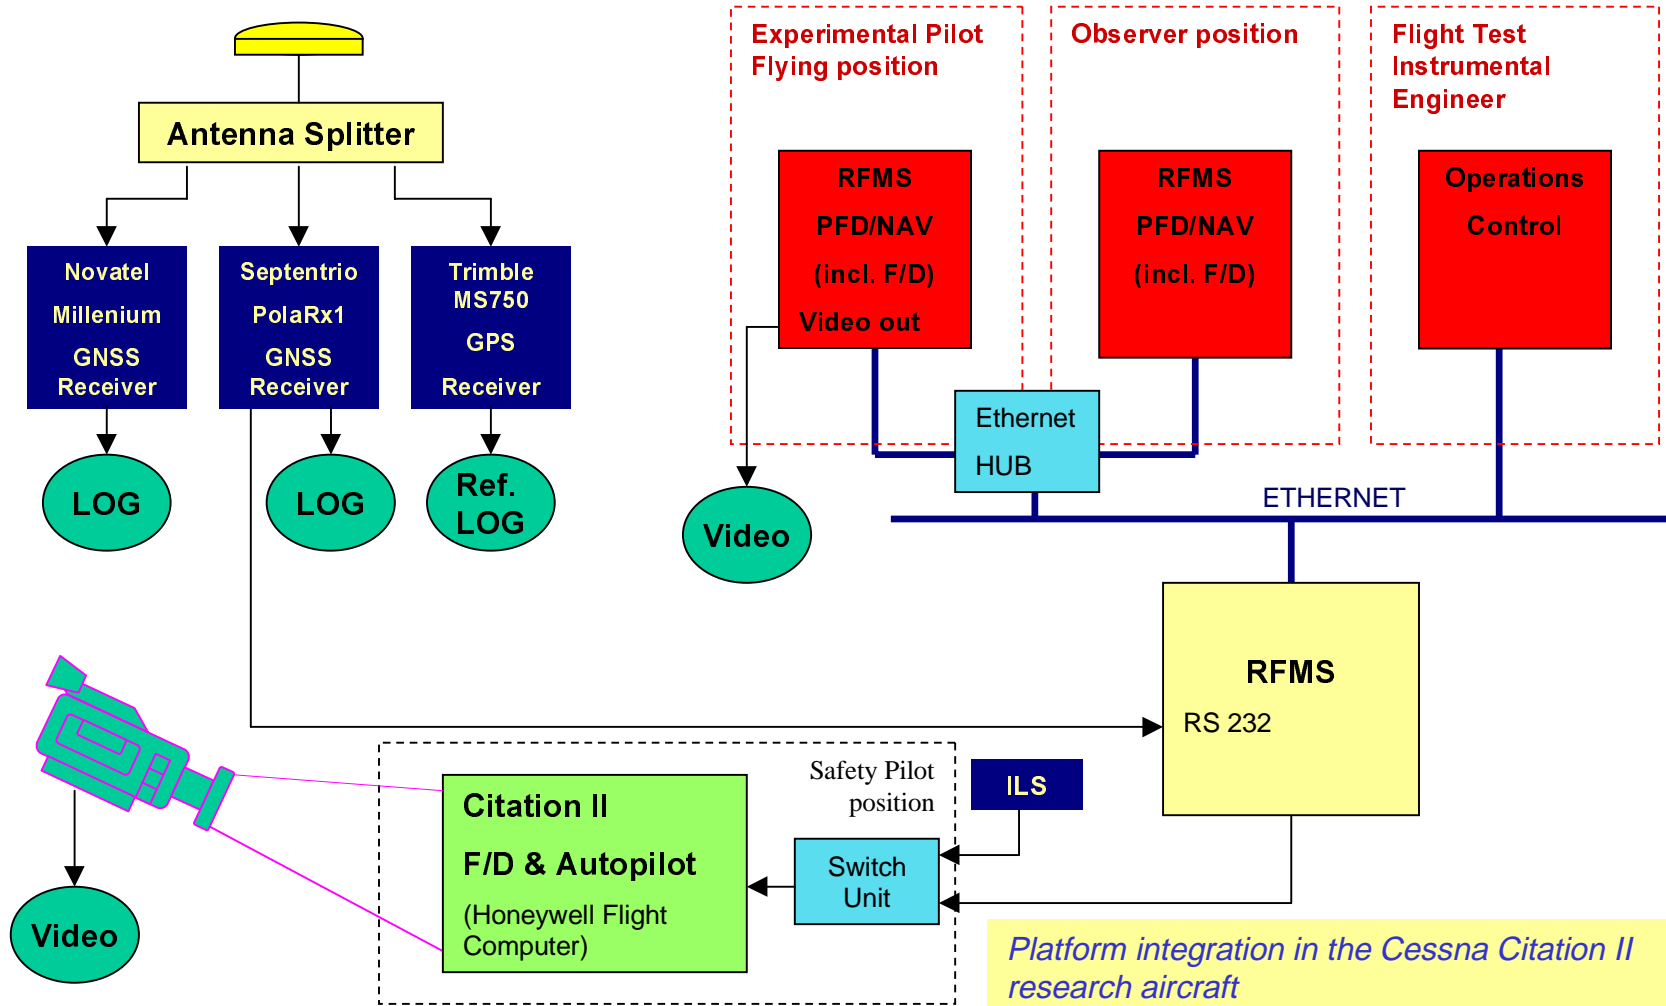 Experimental Pilot
Flying position
Observer position
Flight Test
Instrumental
Engineer
Antenna Splitter
RFMS
PFD/NAV
(incl. F/D)
Video out
RFMS
PFD/NAV
(incl. F/D)
Operations
Control
Novatel
Millenium
GNSS
Receiver
Septentrio
PolaRx1
GNSS
Receiver
Trimble
MS750
GPS
Receiver
Ethernet
HUB
LOG
LOG
Ref.
LOG
Video
ETHERNET
RFMS
RS 232
Safety Pilot
position
ILS
Citation II
F/D & Autopilot
(Honeywell Flight
Computer)
Switch
Unit
Video
Platform integration in the Cessna Citation II
research aircraft